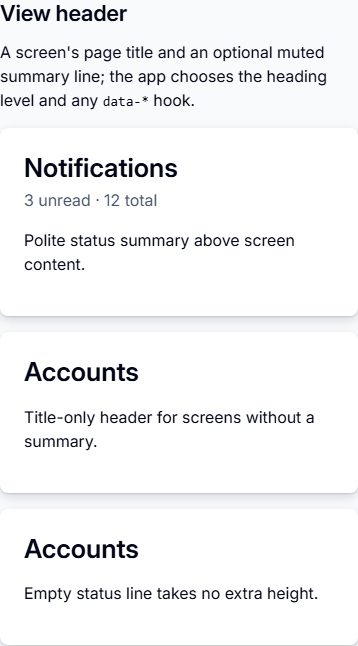 View header
A screen's page title and an optional muted
summary line; the app chooses the heading
level and any data-* hook.
Notifications
3 unread · 12 total
Polite status summary above screen
content.
Accounts
Title-only header for screens without a
summary.
Accounts
Empty status line takes no extra height.